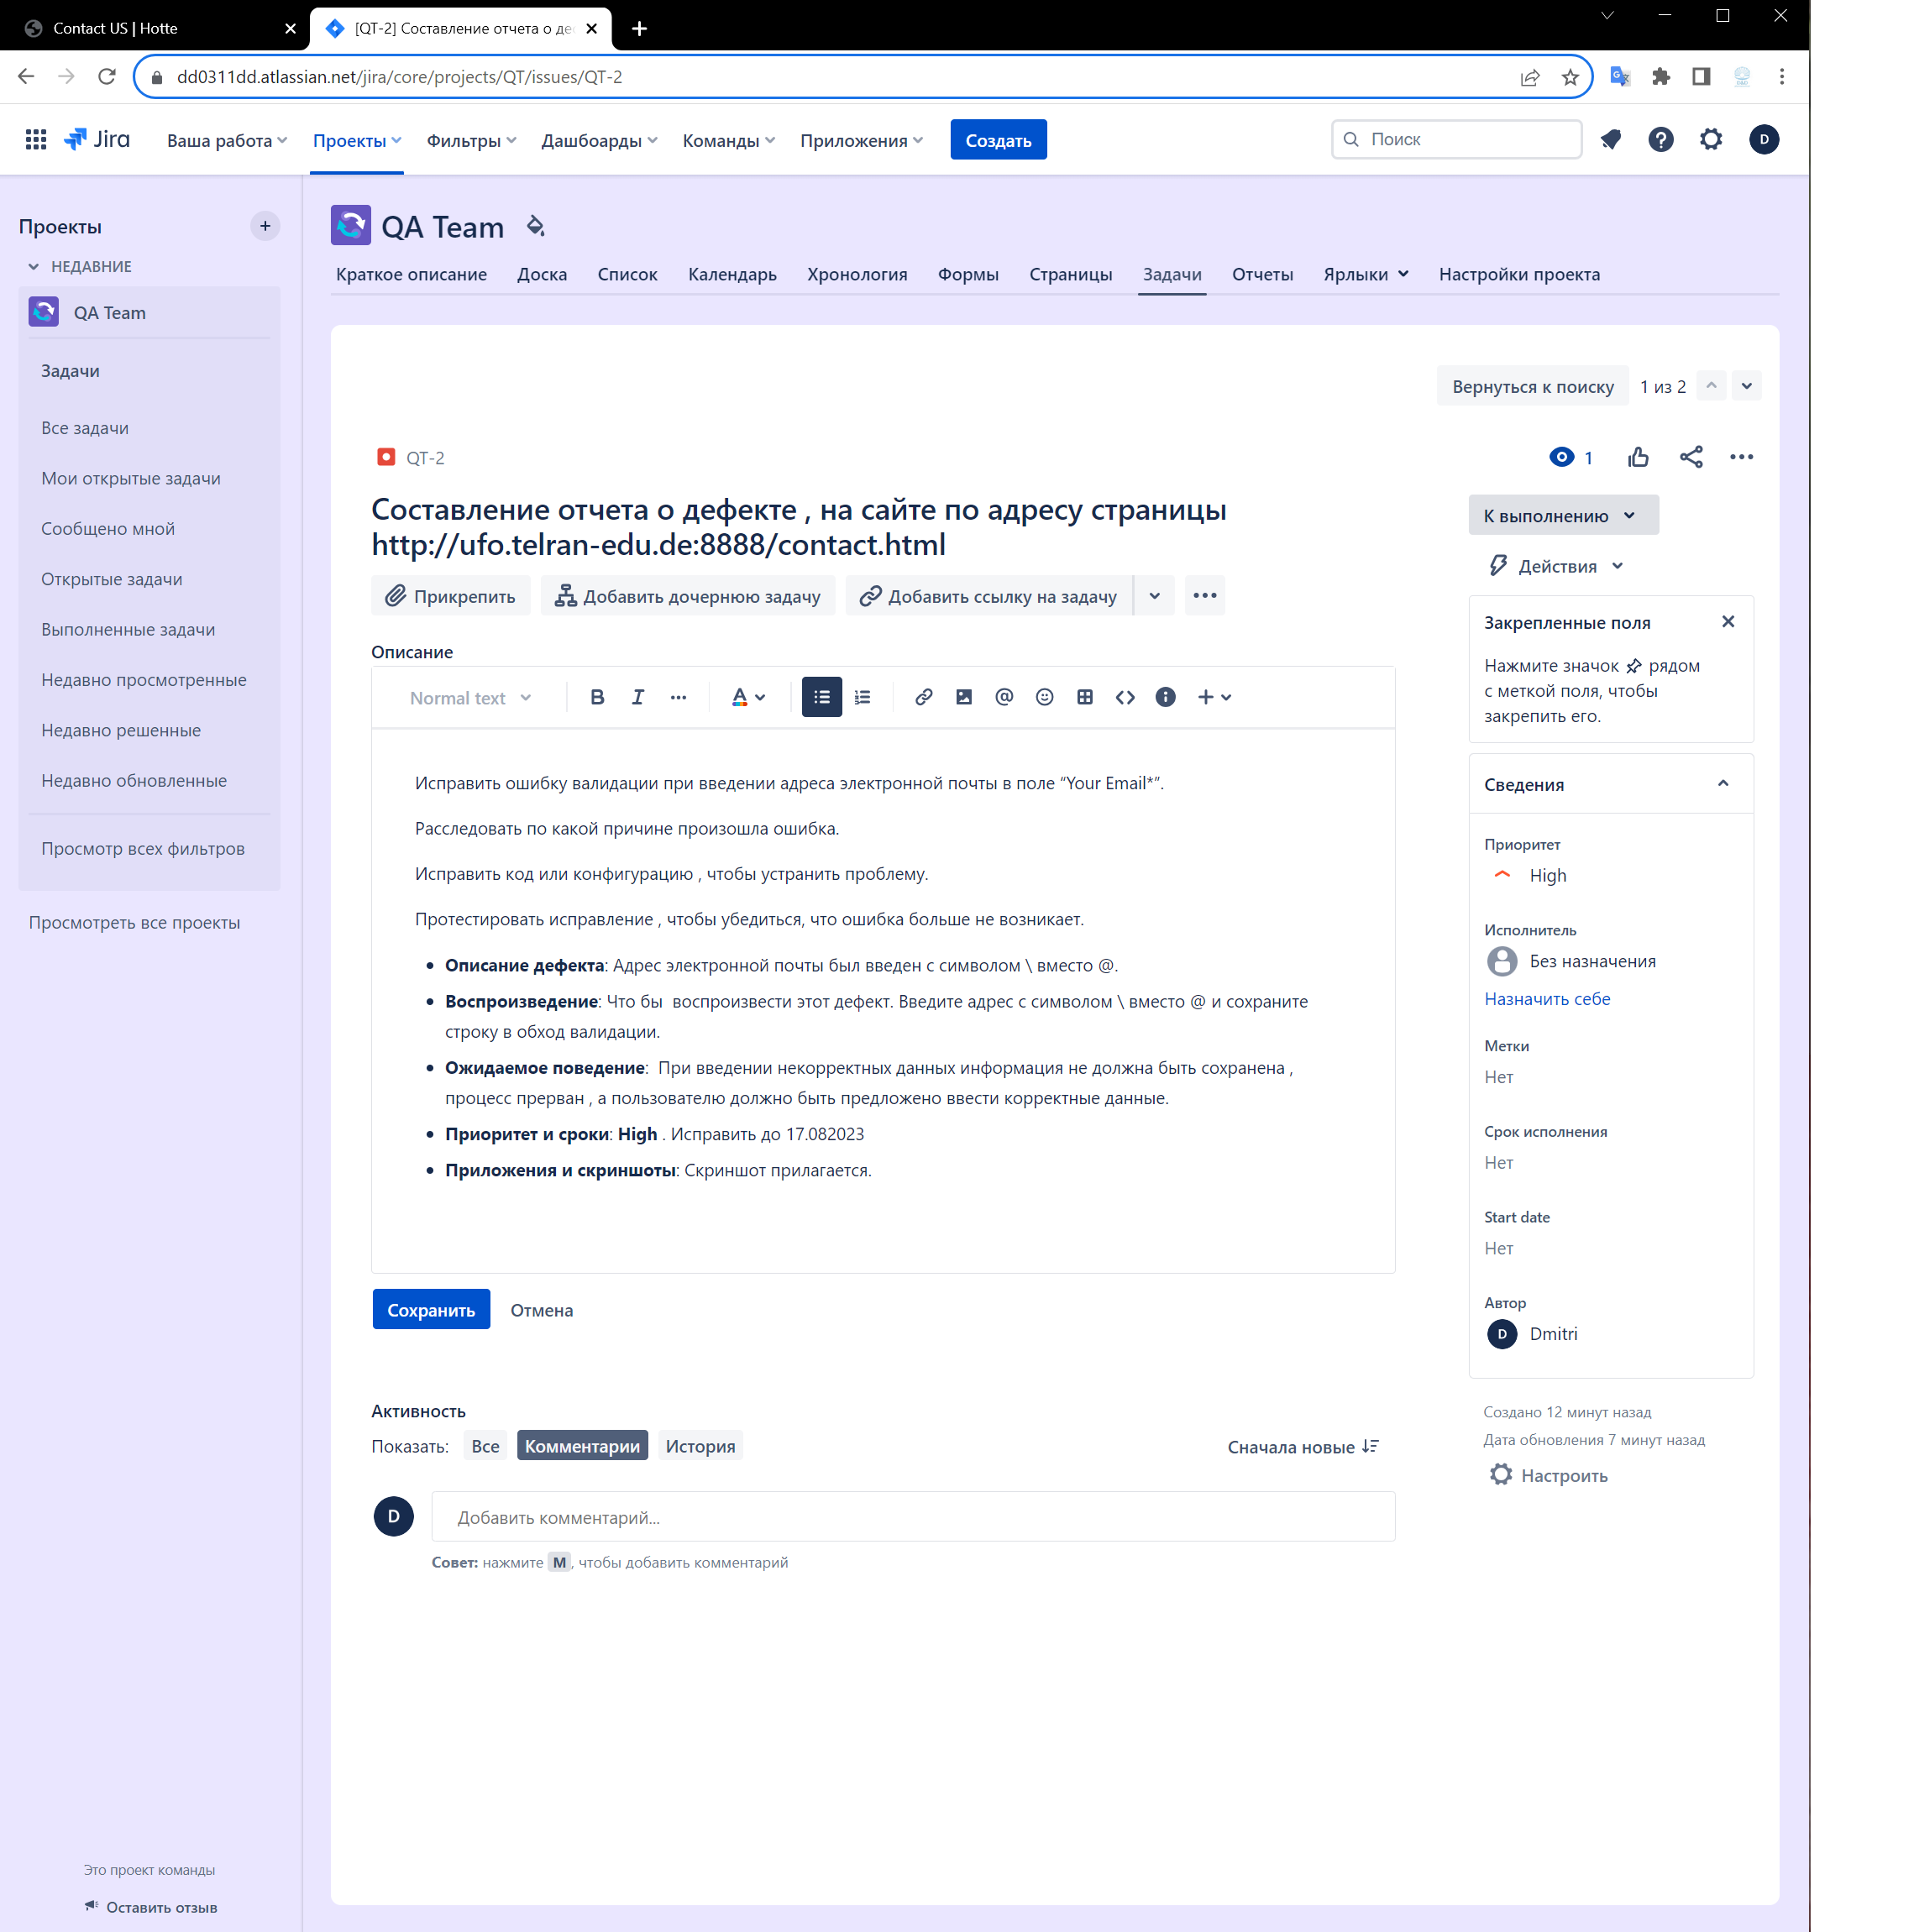 Contact US | Hotte
[QT-2] Составление отчета о де
dd0311dd.atlassian.net/jira/core/projects/QT/issues/QT-2
Jira
Ваша работа
Проекты
Фильтры
Дашбоарды
Команды
Приложения
Создать
Поиск
D
Проекты
+
НЕДАВНИЕ
QA Team
Задачи
Все задачи
Мои открытые задачи
Сообщено мной
Открытые задачи
Выполненные задачи
Недавно просмотренные
Недавно решенные
Недавно обновленные
Просмотр всех фильтров
Просмотреть все проекты
Это проект команды
Оставить отзыв
QA Team
Краткое описание
Доска
Список
Календарь
Хронология
Формы
Страницы
Задачи
Отчеты
Ярлыки
Настройки проекта
Вернуться к поиску
1 из 2
QT-2
1
Составление отчета о дефекте , на сайте по адресу страницы
http://ufo.telran-edu.de:8888/contact.html
Прикрепить
Добавить дочернюю задачу
Добавить ссылку на задачу
Описание
Normal text
Исправить ошибку валидации при введении адреса электронной почты в поле “Your Email*”.
Расследовать по какой причине произошла ошибка.
Исправить код или конфигурацию , чтобы устранить проблему.
Протестировать исправление , чтобы убедиться, что ошибка больше не возникает.
• Описание дефекта: Адрес электронной почты был введен с символом \ вместо @.
• Воспроизведение: Что бы  воспроизвести этот дефект. Введите адрес с символом \ вместо @ и сохраните
строку в обход валидации.
• Ожидаемое поведение:  При введении некорректных данных информация не должна быть сохранена ,
процесс прерван , а пользователю должно быть предложено ввести корректные данные.
• Приоритет и сроки: High . Исправить до 17.082023
• Приложения и скриншоты: Скриншот прилагается.
Сохранить
Отмена
Активность
Показать:
Все
Комментарии
История
Сначала новые
D
Добавить комментарий...
Совет: нажмите M, чтобы добавить комментарий
К выполнению
Действия
Закрепленные поля
Нажмите значок рядом
с меткой поля, чтобы
закрепить его.
Сведения
Приоритет
High
Исполнитель
Без назначения
Назначить себе
Метки
Нет
Срок исполнения
Нет
Start date
Нет
Автор
D
Dmitri
Создано 12 минут назад
Дата обновления 7 минут назад
Настроить